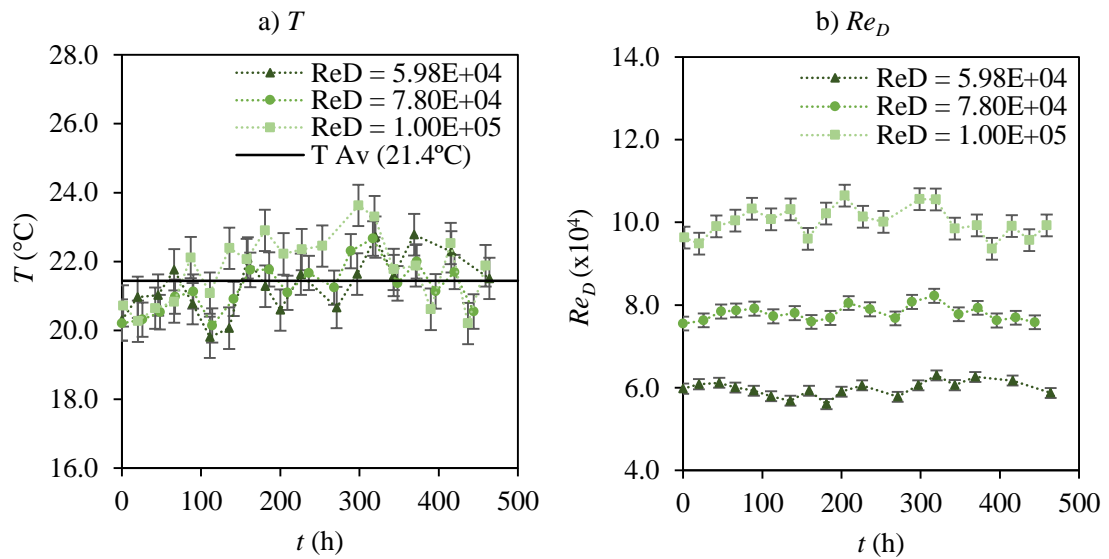 a) T
28.0
26.0
24.0
22.0
20.0
18.0
16.0
T (°C)
ReD = 5.98E+04
ReD = 7.80E+04
ReD = 1.00E+05
T Av (21.4ºC)
0 100 200 300 400 500
t (h)
b) Re_D
14.0
12.0
10.0
8.0
6.0
4.0
Re_D (x10⁴)
ReD = 5.98E+04
ReD = 7.80E+04
ReD = 1.00E+05
0 100 200 300 400 500
t (h)